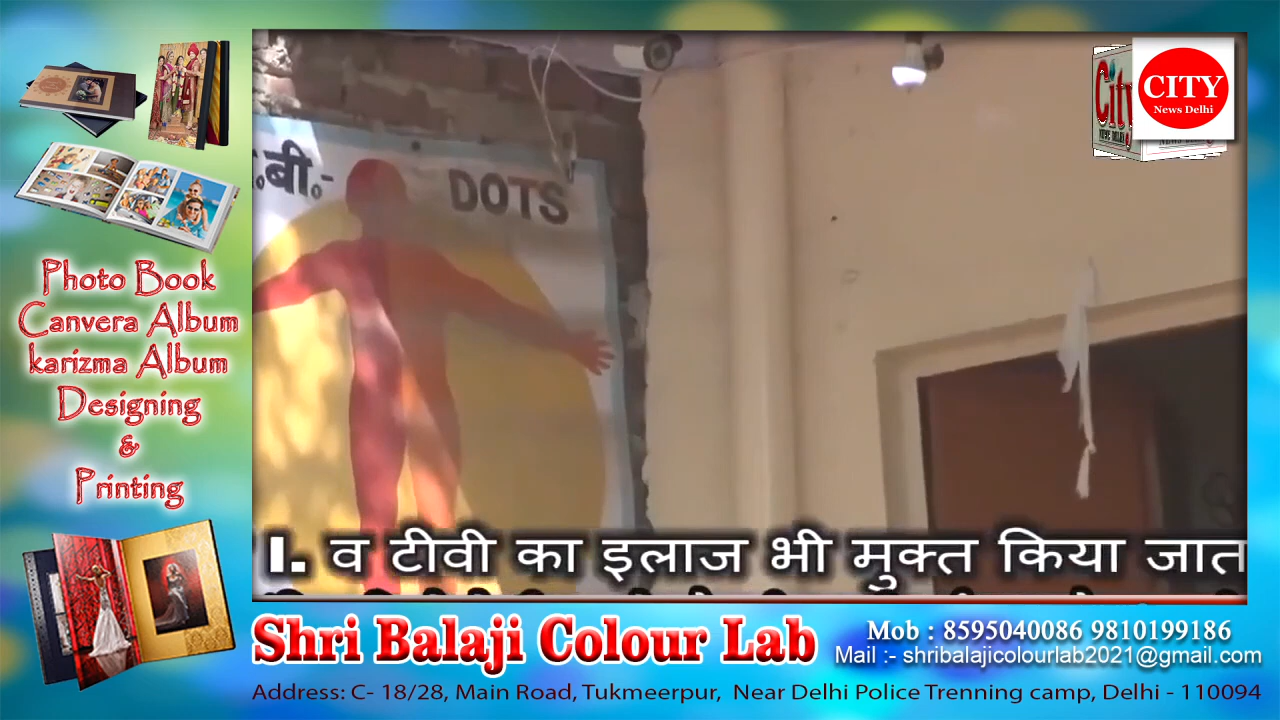 CITY
News Delhi
City
.बी॰-
DOTS
Photo Book
Canvera Album
karizma Album
Designing
&
Printing
I. व टीवी का इलाज भी मुक्त किया जात
Shri Balaji Colour Lab
Mob : 8595040086 9810199186
Mail :- shribalajicolourlab2021@gmail.com
Address: C- 18/28, Main Road, Tukmeerpur, Near Delhi Police Trenning camp, Delhi - 110094